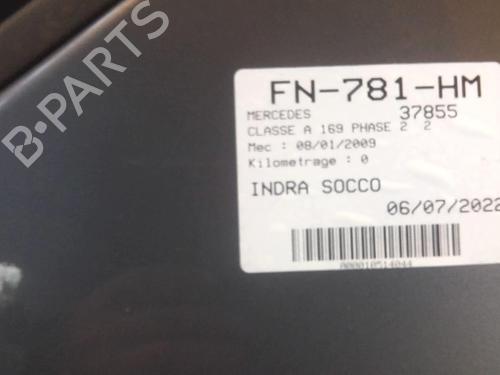 FN-781-HM
MERCEDES 37855
CLASSE A 169 PHASE 2 2
Mec : 08/01/2009
Kilometrage : 0
INDRA SOCCO
06/07/2022
000010514044
B-PARTS